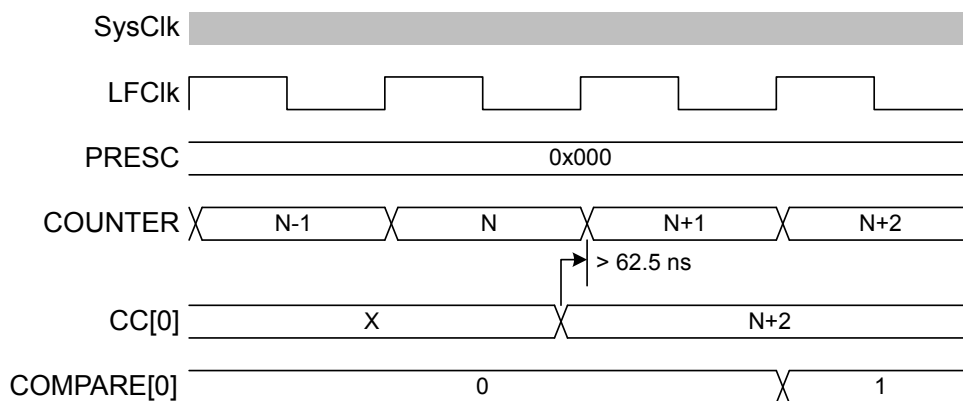 SysClk
LFClk
PRESC 0x000
COUNTER N-1 N N+1 N+2
> 62.5 ns
CC[0] X N+2
COMPARE[0] 0 1